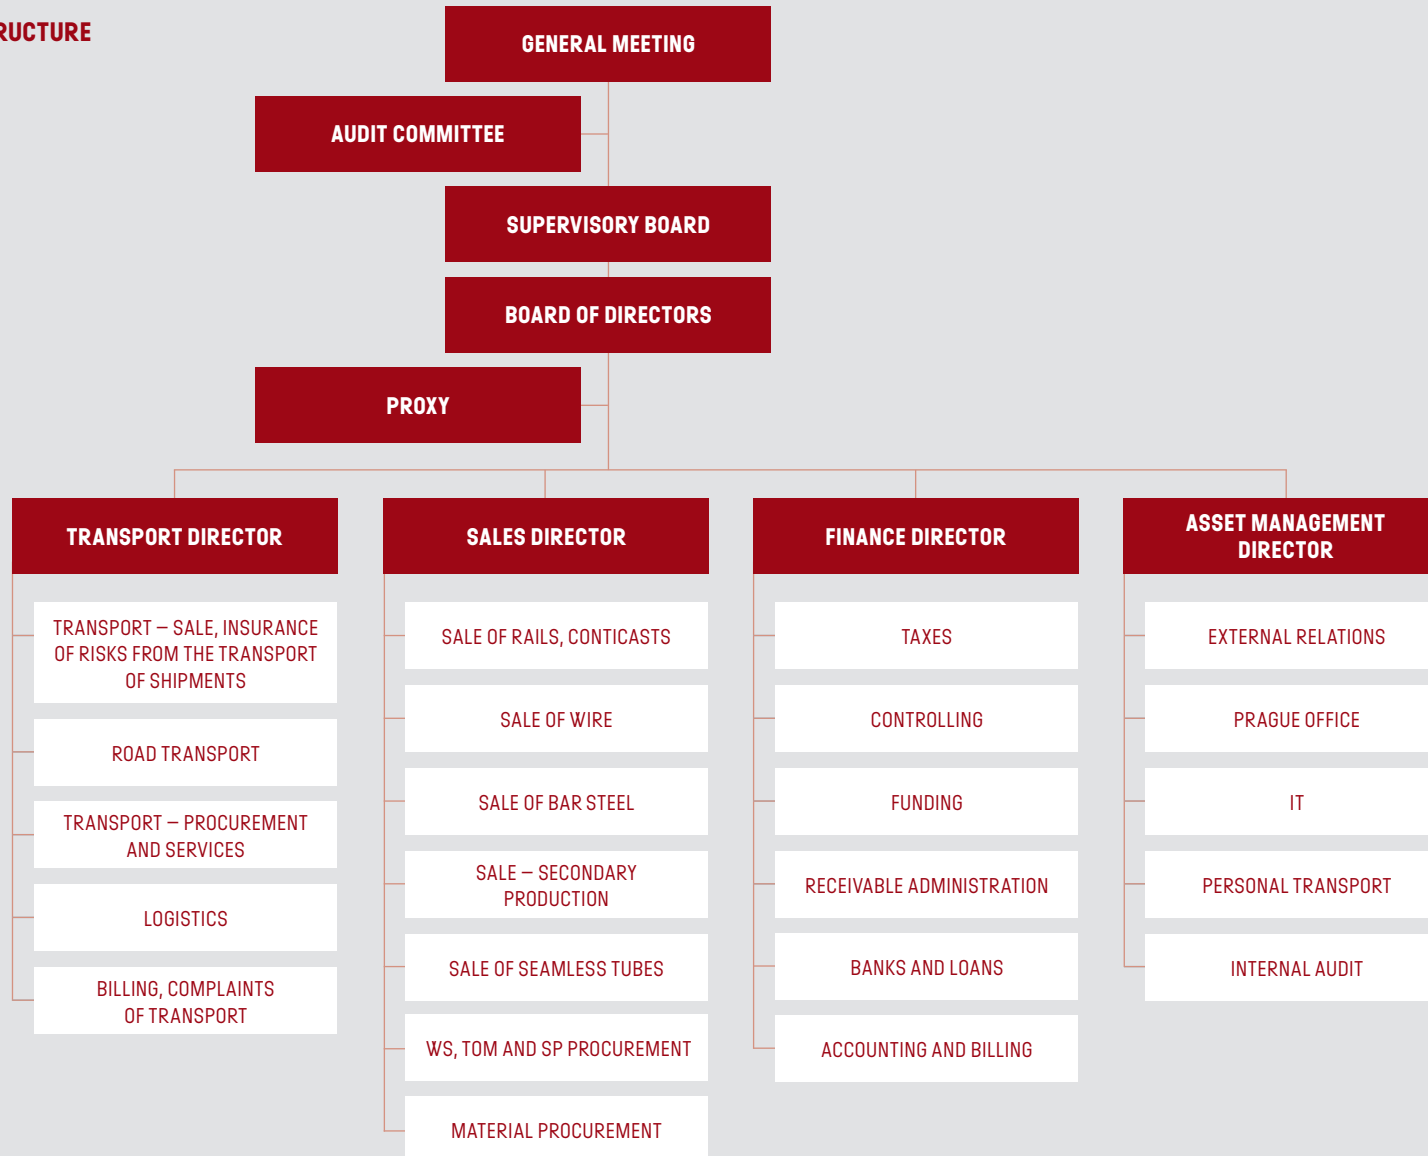 GENERAL MEETING
AUDIT COMMITTEE
SUPERVISORY BOARD
BOARD OF DIRECTORS
PROXY
TRANSPORT DIRECTOR
TRANSPORT – SALE, INSURANCE
OF RISKS FROM THE TRANSPORT
OF SHIPMENTS
ROAD TRANSPORT
TRANSPORT – PROCUREMENT
AND SERVICES
LOGISTICS
BILLING, COMPLAINTS
OF TRANSPORT
SALES DIRECTOR
SALE OF RAILS, CONTICASTS
SALE OF WIRE
SALE OF BAR STEEL
SALE – SECONDARY
PRODUCTION
SALE OF SEAMLESS TUBES
WS, TOM AND SP PROCUREMENT
MATERIAL PROCUREMENT
FINANCE DIRECTOR
TAXES
CONTROLLING
FUNDING
RECEIVABLE ADMINISTRATION
BANKS AND LOANS
ACCOUNTING AND BILLING
ASSET MANAGEMENT
DIRECTOR
EXTERNAL RELATIONS
PRAGUE OFFICE
IT
PERSONAL TRANSPORT
INTERNAL AUDIT